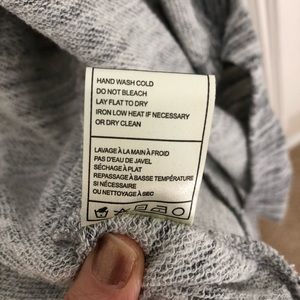 HAND WASH COLD
DO NOT BLEACH
LAY FLAT TO DRY
IRON LOW HEAT IF NECESSARY
OR DRY CLEAN
LAVAGE À LA MAIN À FROID
PAS D'EAU DE JAVEL
SÉCHAGE À PLAT
REPASSAGE À BASSE TEMPÉRATURE
SI NÉCESSAIRE
OU NETTOYAGE À SEC